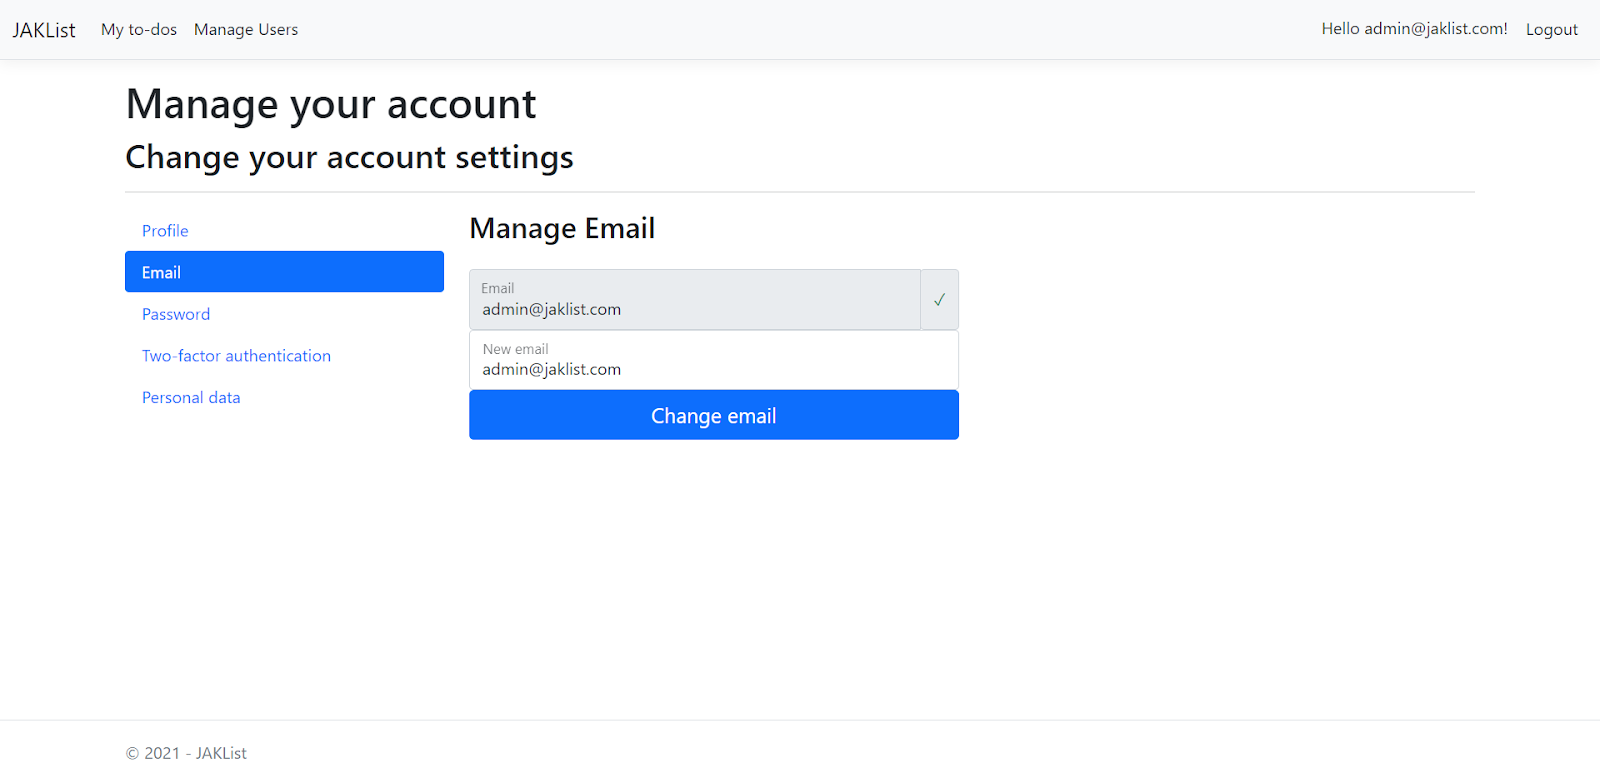 JAKList My to-dos Manage Users Hello admin@jaklist.com! Logout
Manage your account
Change your account settings
Profile
Email
Password
Two-factor authentication
Personal data
Manage Email
Email
admin@jaklist.com ✓
New email
admin@jaklist.com
Change email
© 2021 - JAKList